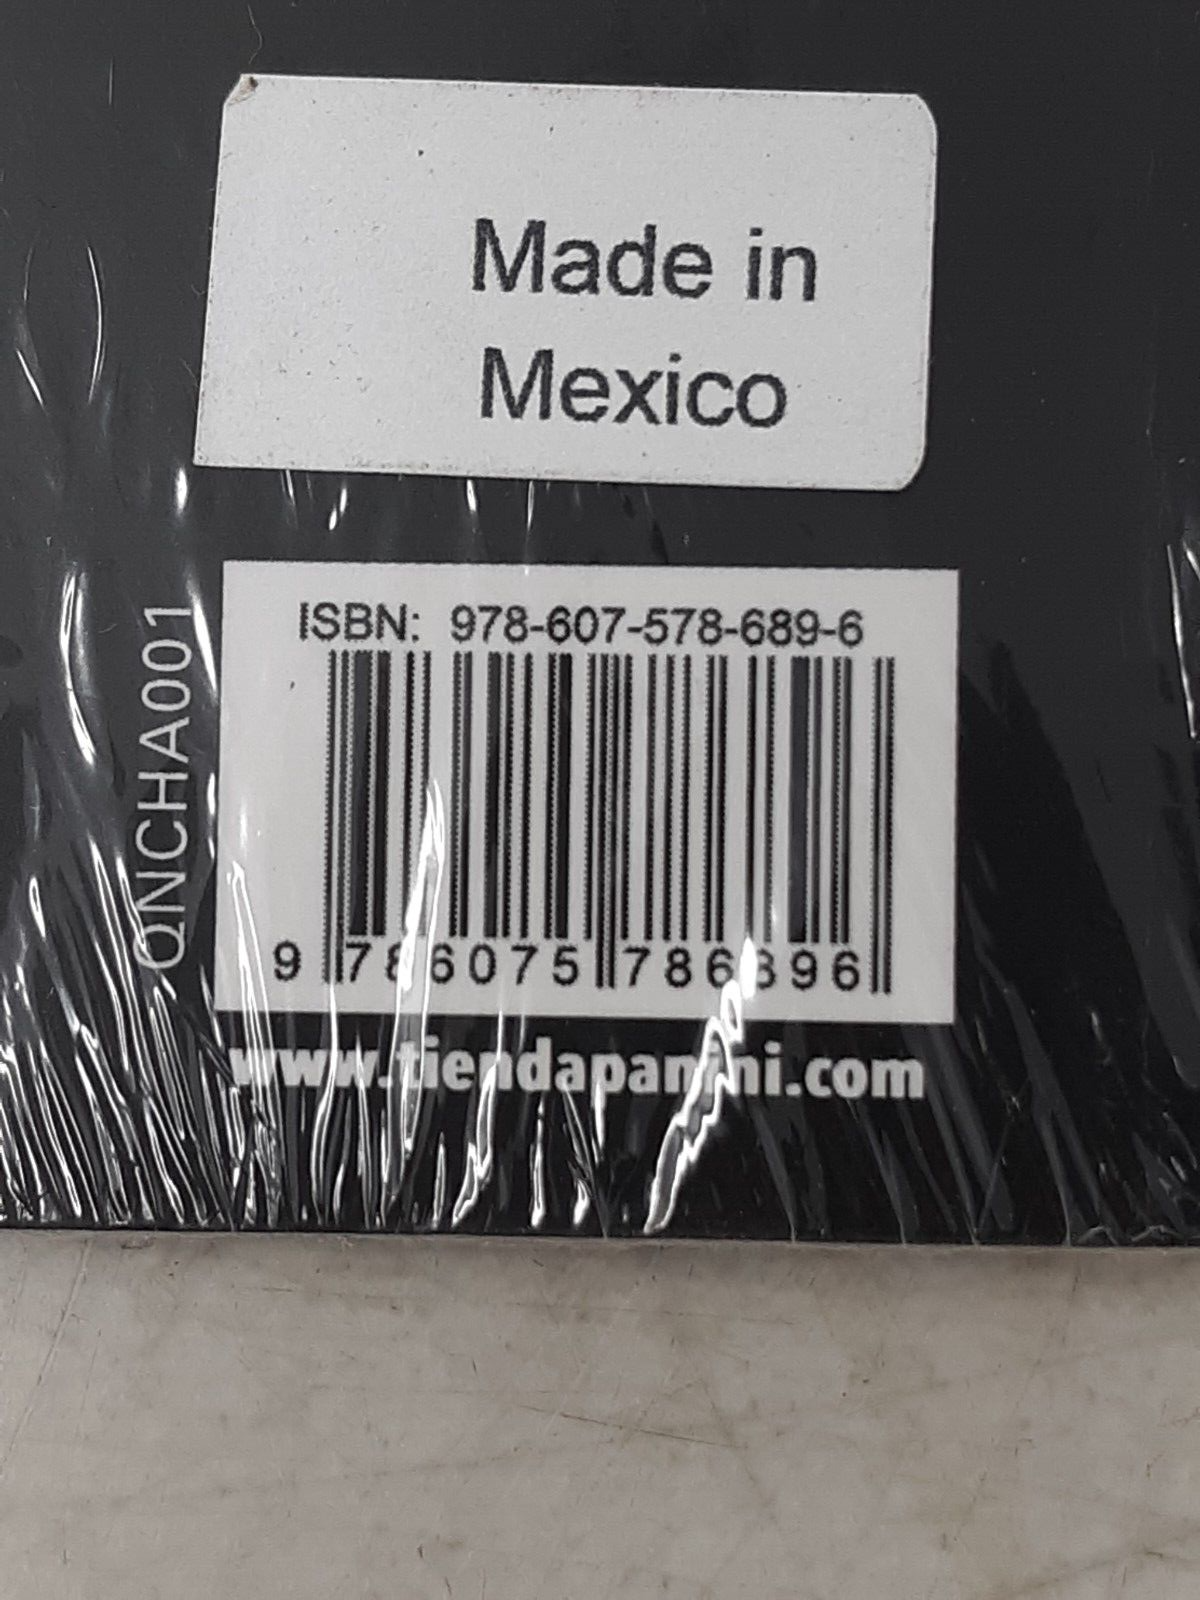 Made in
Mexico
ISBN: 978-607-578-689-6
QNCHA001
9 786075 786896
www.tiendapanini.com